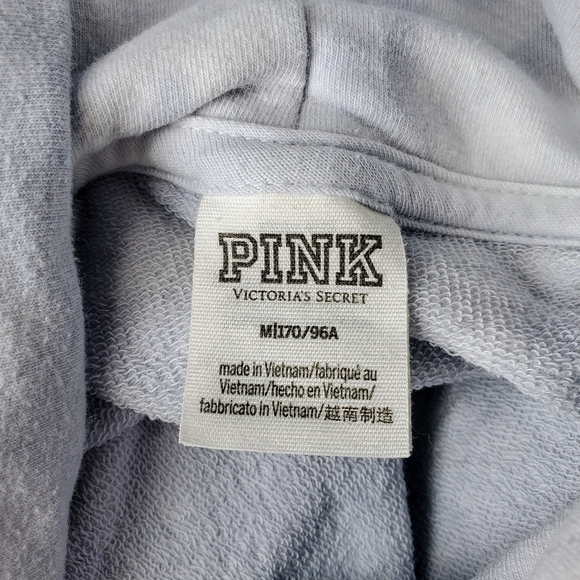 PINK
VICTORIA'S SECRET
M|170/96A
made in Vietnam/fabriqué au
Vietnam/hecho en Vietnam/
fabbricato in Vietnam/越南制造